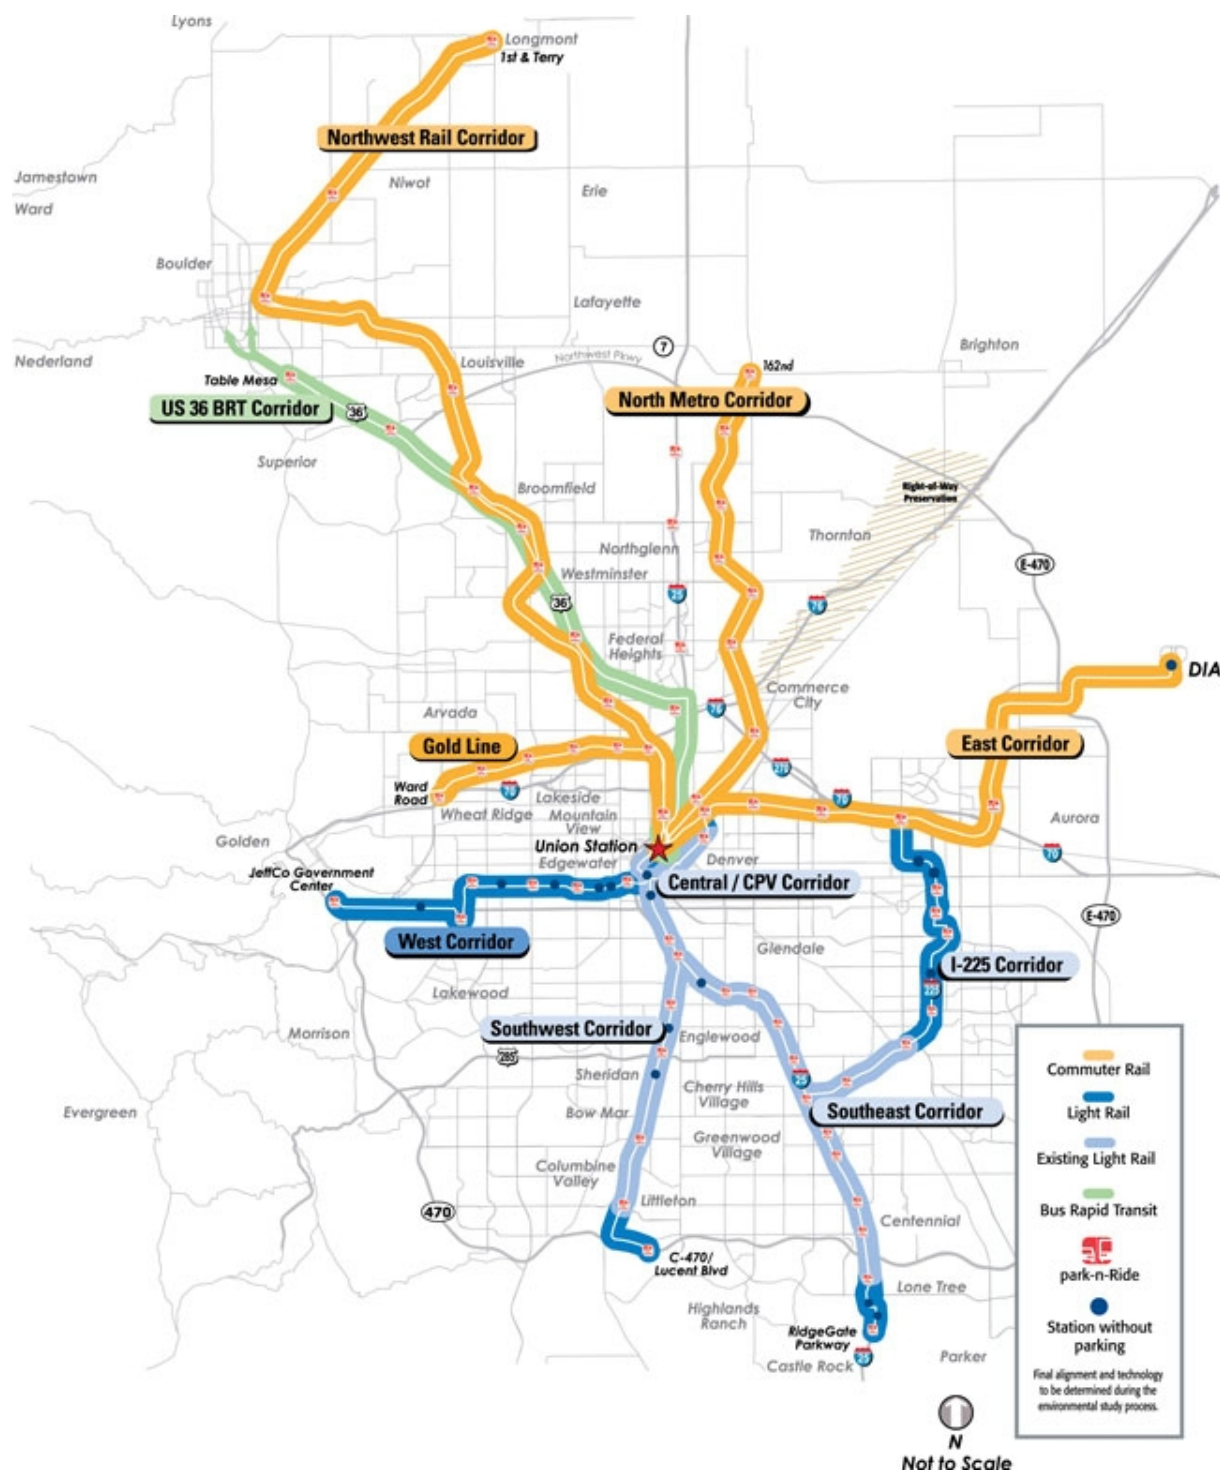 Lyons
Longmont
1st & Terry
Northwest Rail Corridor
Jamestown
Niwot
Erie
Ward
Boulder
Lafayette
7
Brighton
Nederland
Louisville
Northwest Pkwy
162nd
Table Mesa
US 36 BRT Corridor
36
North Metro Corridor
Superior
Broomfield
Right-of-Way
Preservation
Thornton
Northglenn
Westminster
E-470
25
36
76
Federal
Heights
DIA
Commerce
City
Arvada
76
Gold Line
East Corridor
270
Ward
Road
76
Lakeside
70
Wheat Ridge
Mountain
View
Aurora
Golden
Union Station
Edgewater
Denver
70
JeffCo Government
Center
Central / CPV Corridor
E-470
West Corridor
Glendale
I-225 Corridor
225
Lakewood
Morrison
Southwest Corridor
Englewood
285
Sheridan
25
Cherry Hills
Village
Evergreen
Bow Mar
Southeast Corridor
Greenwood
Village
Columbine
Valley
Littleton
470
Centennial
C-470/
Lucent Blvd
Lone Tree
Highlands
Ranch
RidgeGate
Parkway
25
Castle Rock
Parker
Commuter Rail
Light Rail
Existing Light Rail
Bus Rapid Transit
park-n-Ride
Station without
parking
Final alignment and technology
to be determined during the
environmental study process.
N
Not to Scale